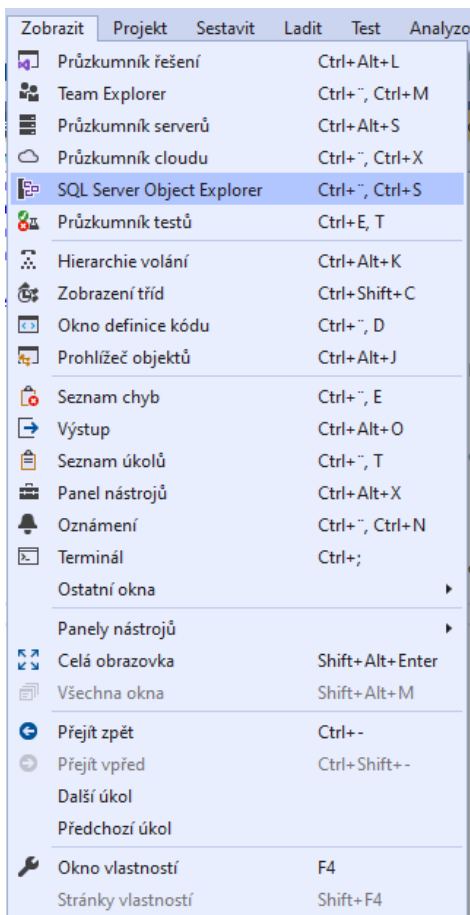 Zobrazit Projekt Sestavit Ladit Test Analyzo
Průzkumník řešení Ctrl+Alt+L
Team Explorer Ctrl+¨, Ctrl+M
Průzkumník serverů Ctrl+Alt+S
Průzkumník cloudu Ctrl+¨, Ctrl+X
SQL Server Object Explorer Ctrl+¨, Ctrl+S
Průzkumník testů Ctrl+E, T
Hierarchie volání Ctrl+Alt+K
Zobrazení tříd Ctrl+Shift+C
Okno definice kódu Ctrl+¨, D
Prohlížeč objektů Ctrl+Alt+J
Seznam chyb Ctrl+¨, E
Výstup Ctrl+Alt+O
Seznam úkolů Ctrl+¨, T
Panel nástrojů Ctrl+Alt+X
Oznámení Ctrl+¨, Ctrl+N
Terminál Ctrl+;
Ostatní okna
Panely nástrojů
Celá obrazovka Shift+Alt+Enter
Všechna okna Shift+Alt+M
Přejít zpět Ctrl+-
Přejít vpřed Ctrl+Shift+-
Další úkol
Předchozí úkol
Okno vlastností F4
Stránky vlastností Shift+F4